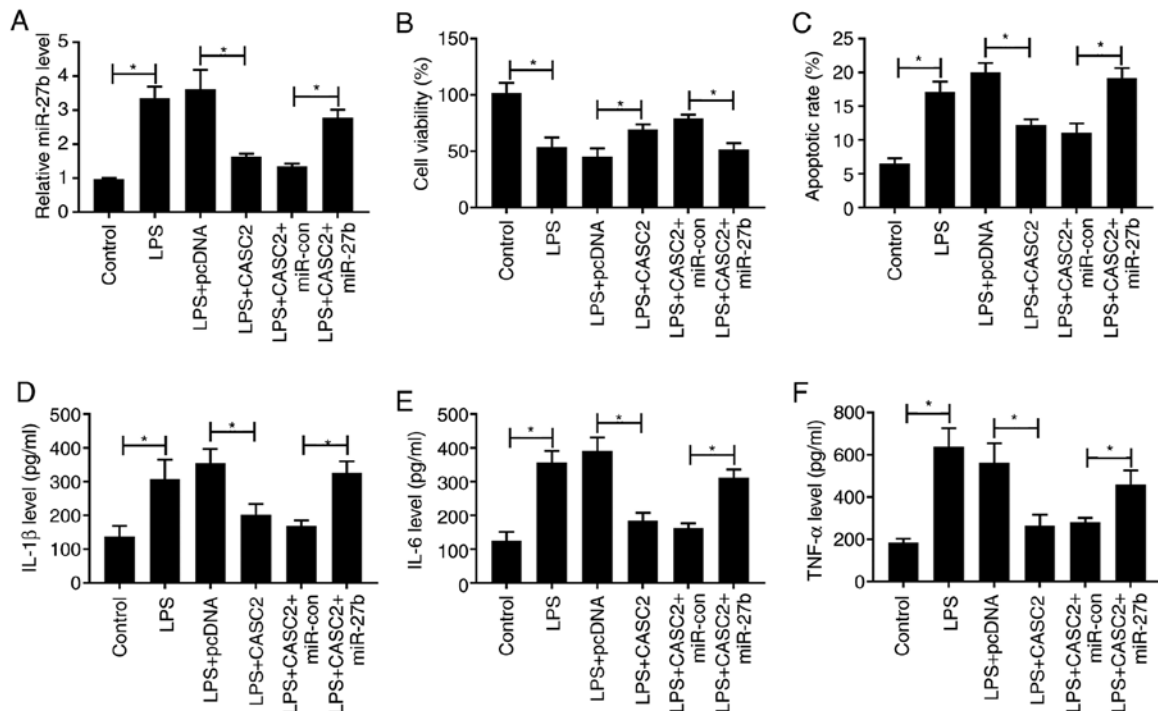 A
Relative miR-27b level
5
4
3
2
1
0
*
*
*
Control
LPS
LPS+pcDNA
LPS+CASC2
LPS+CASC2+
miR-con
LPS+CASC2+
miR-27b
B
Cell viability (%)
150
100
50
0
*
*
*
Control
LPS
LPS+pcDNA
LPS+CASC2
LPS+CASC2+
miR-con
LPS+CASC2+
miR-27b
C
Apoptotic rate (%)
25
20
15
10
5
0
*
*
*
Control
LPS
LPS+pcDNA
LPS+CASC2
LPS+CASC2+
miR-con
LPS+CASC2+
miR-27b
D
IL-1β level (pg/ml)
500
400
300
200
100
0
*
*
*
Control
LPS
LPS+pcDNA
LPS+CASC2
LPS+CASC2+
miR-con
LPS+CASC2+
miR-27b
E
IL-6 level (pg/ml)
500
400
300
200
100
0
*
*
*
Control
LPS
LPS+pcDNA
LPS+CASC2
LPS+CASC2+
miR-con
LPS+CASC2+
miR-27b
F
TNF-α level (pg/ml)
800
600
400
200
0
*
*
*
Control
LPS
LPS+pcDNA
LPS+CASC2
LPS+CASC2+
miR-con
LPS+CASC2+
miR-27b